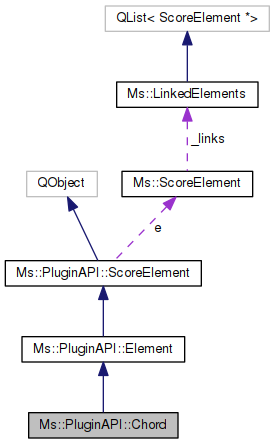 QList< ScoreElement *>
Ms::LinkedElements
_links
QObject
Ms::ScoreElement
e
Ms::PluginAPI::ScoreElement
Ms::PluginAPI::Element
Ms::PluginAPI::Chord